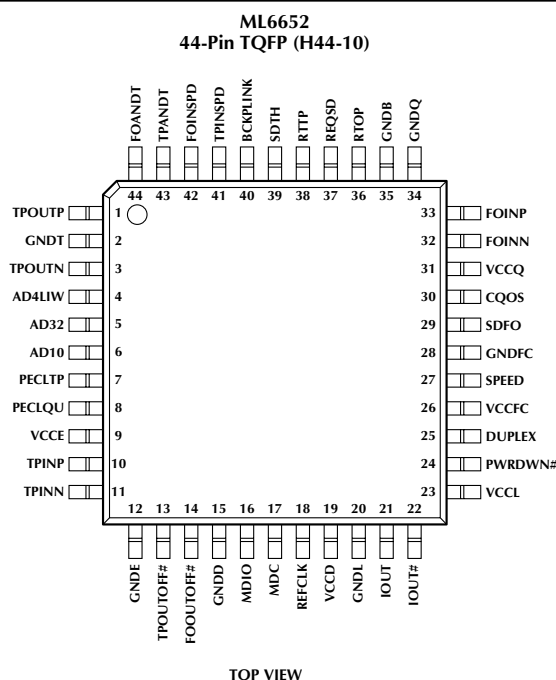 ML6652
44-Pin TQFP (H44-10)
FOANDT TPANDT FOINSPD TPINSPD BCKPLINK SDTH RTTP REQSD RTOP GNDB GNDQ
44 43 42 41 40 39 38 37 36 35 34
TPOUTP 1 33 FOINP
GNDT 2 32 FOINN
TPOUTN 3 31 VCCQ
AD4LIW 4 30 CQOS
AD32 5 29 SDFO
AD10 6 28 GNDFC
PECLTP 7 27 SPEED
PECLQU 8 26 VCCFC
VCCE 9 25 DUPLEX
TPINP 10 24 PWRDWN#
TPINN 11 23 VCCL
12 13 14 15 16 17 18 19 20 21 22
GNDE TPOUTOFF# FOOUTOFF# GNDD MDIO MDC REFCLK VCCD GNDL IOUT IOUT#
TOP VIEW